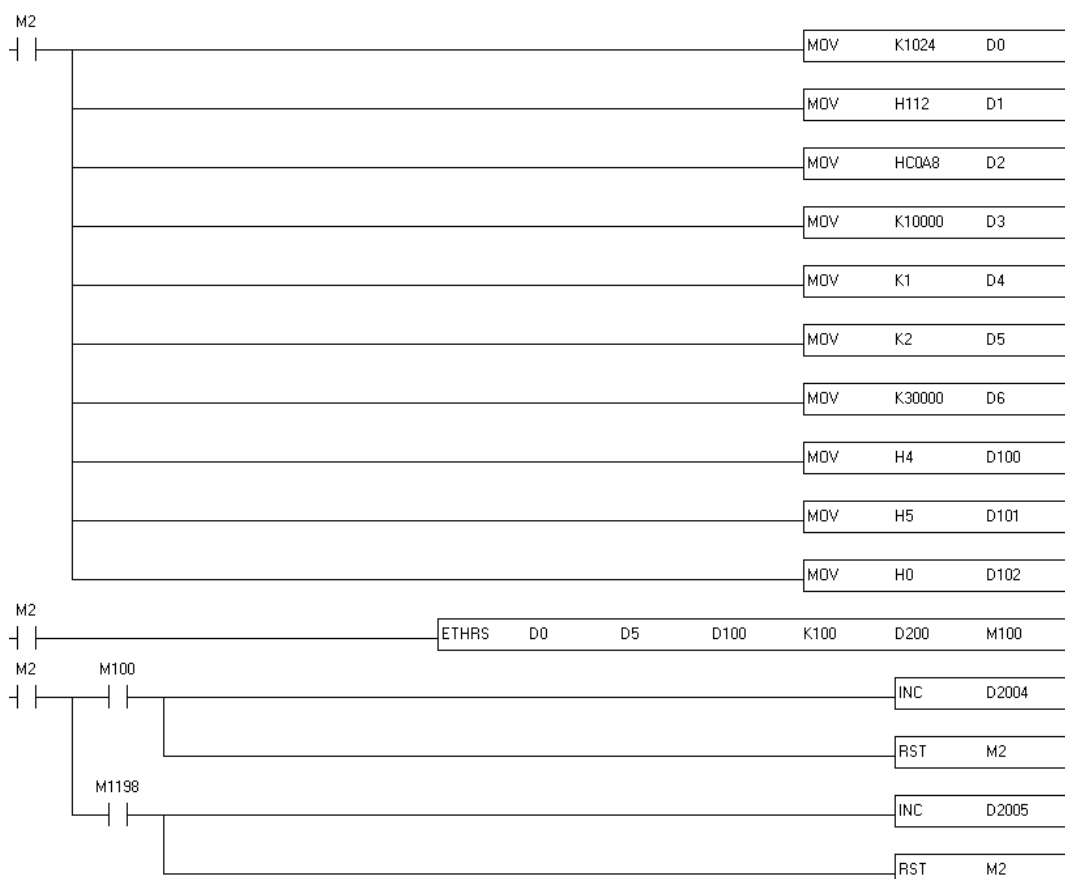 M2
MOV K1024 D0
MOV H112 D1
MOV HC0A8 D2
MOV K10000 D3
MOV K1 D4
MOV K2 D5
MOV K30000 D6
MOV H4 D100
MOV H5 D101
MOV H0 D102
M2
ETHRS D0 D5 D100 K100 D200 M100
M2 M100
INC D2004
RST M2
M1198
INC D2005
RST M2